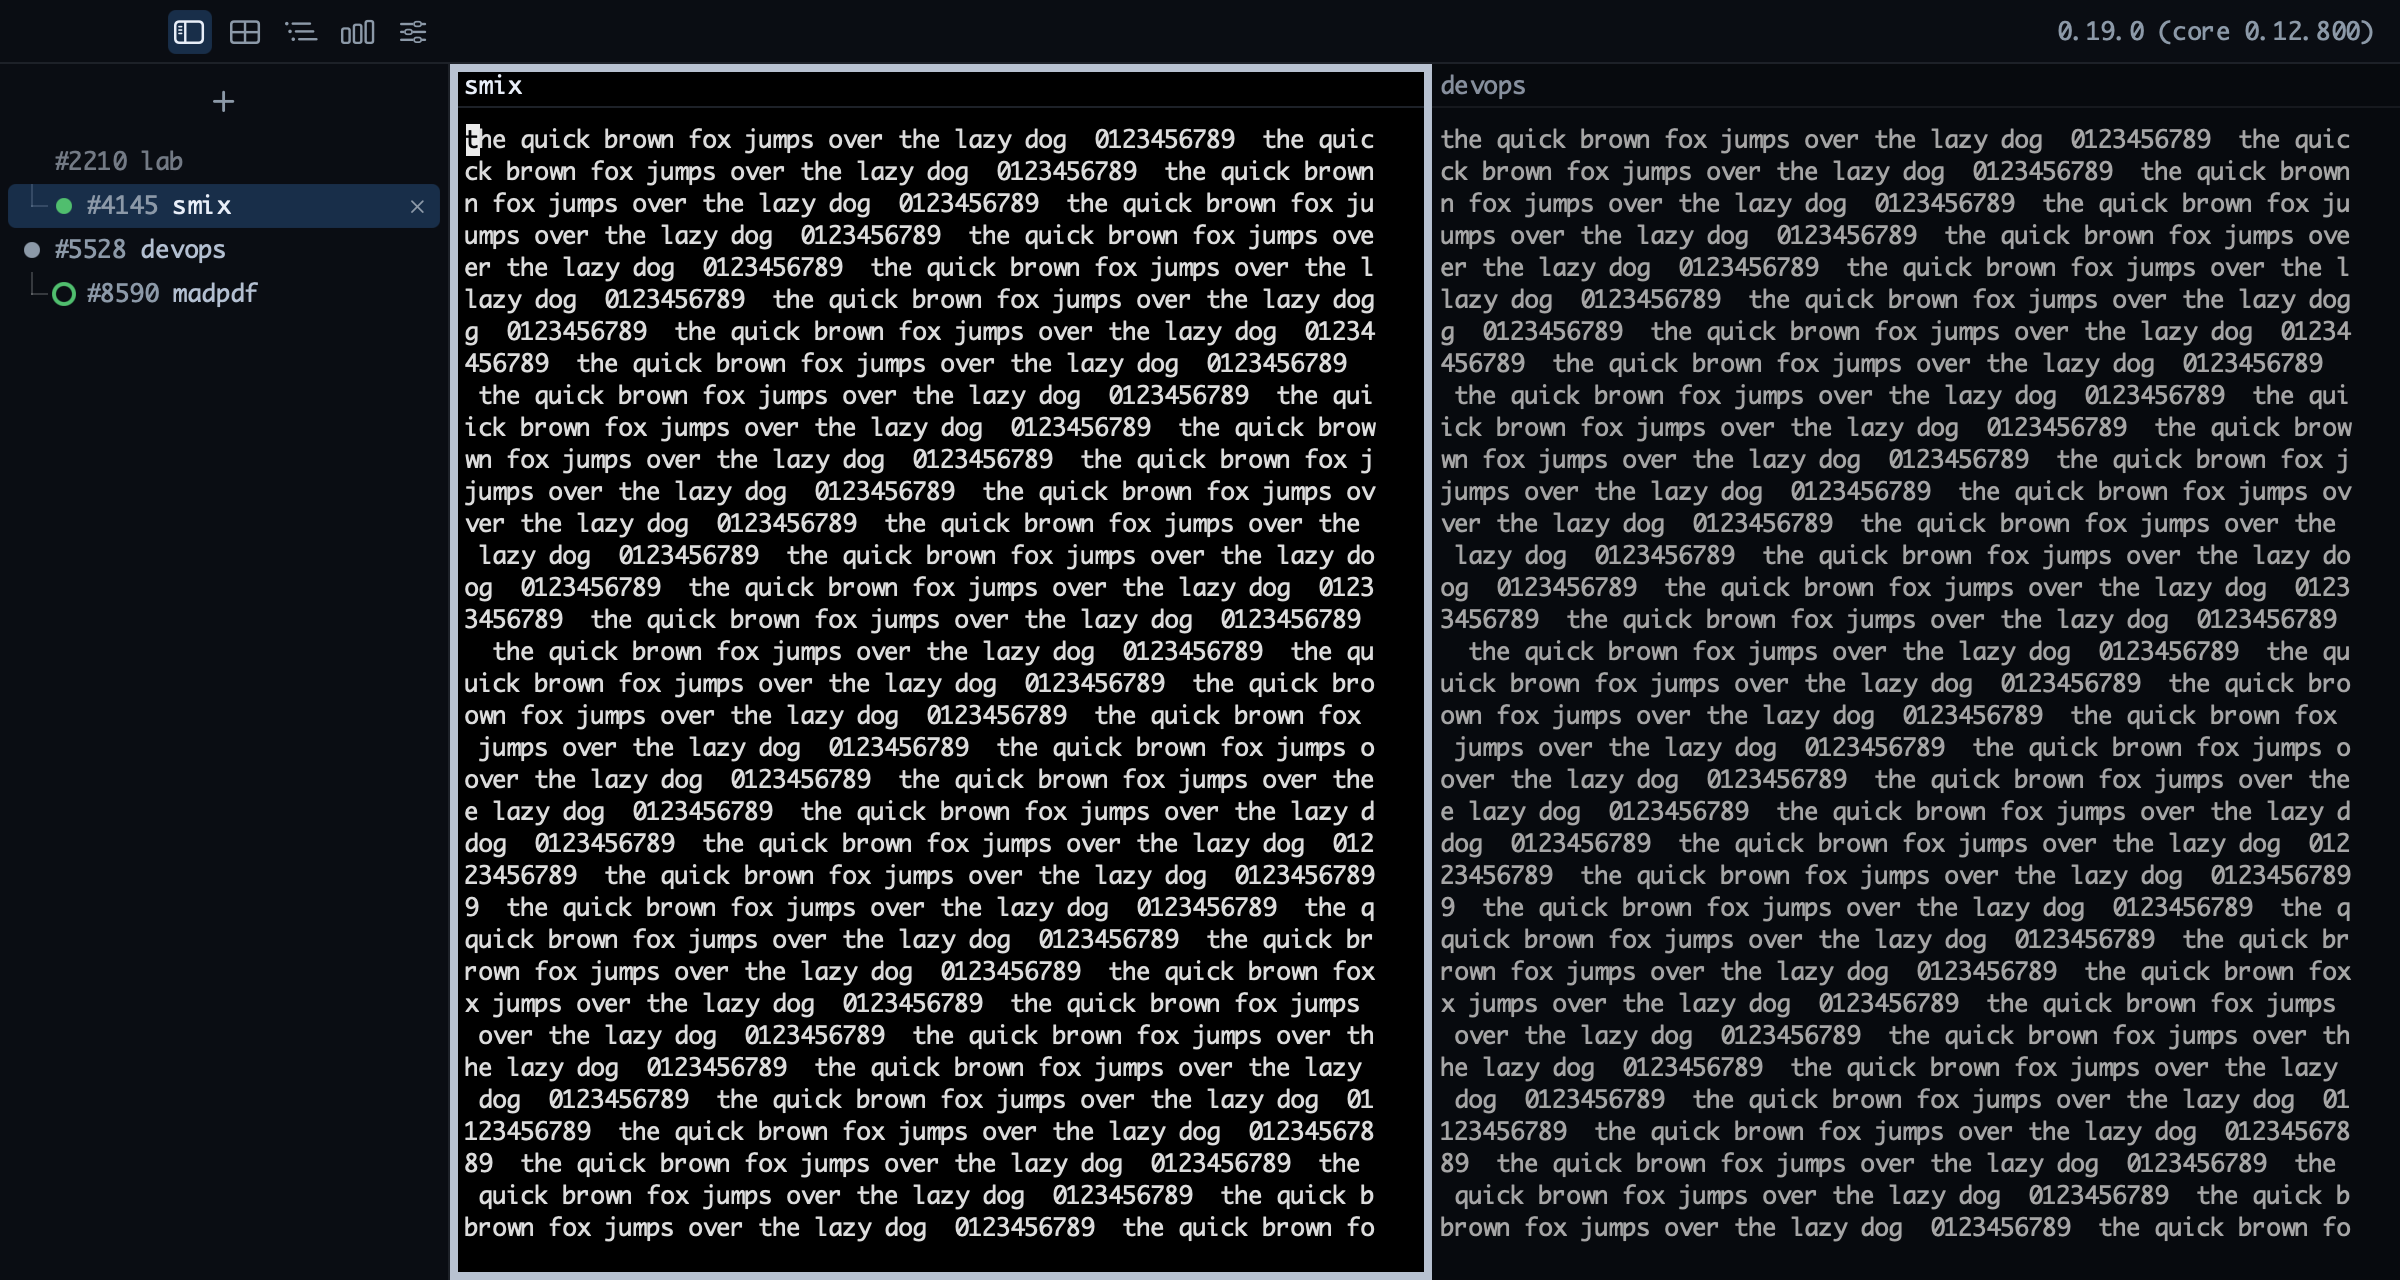 0.19.0 (core 0.12.800)
#2210 lab
#4145 smix
#5528 devops
#8590 madpdf
smix
the quick brown fox jumps over the lazy dog  0123456789  the quic
ck brown fox jumps over the lazy dog  0123456789  the quick brown
n fox jumps over the lazy dog  0123456789  the quick brown fox ju
umps over the lazy dog  0123456789  the quick brown fox jumps ove
er the lazy dog  0123456789  the quick brown fox jumps over the l
lazy dog  0123456789  the quick brown fox jumps over the lazy dog
g  0123456789  the quick brown fox jumps over the lazy dog  01234
456789  the quick brown fox jumps over the lazy dog  0123456789
 the quick brown fox jumps over the lazy dog  0123456789  the qui
ick brown fox jumps over the lazy dog  0123456789  the quick brow
wn fox jumps over the lazy dog  0123456789  the quick brown fox j
jumps over the lazy dog  0123456789  the quick brown fox jumps ov
ver the lazy dog  0123456789  the quick brown fox jumps over the
 lazy dog  0123456789  the quick brown fox jumps over the lazy do
og  0123456789  the quick brown fox jumps over the lazy dog  0123
3456789  the quick brown fox jumps over the lazy dog  0123456789
  the quick brown fox jumps over the lazy dog  0123456789  the qu
uick brown fox jumps over the lazy dog  0123456789  the quick bro
own fox jumps over the lazy dog  0123456789  the quick brown fox
 jumps over the lazy dog  0123456789  the quick brown fox jumps o
over the lazy dog  0123456789  the quick brown fox jumps over the
e lazy dog  0123456789  the quick brown fox jumps over the lazy d
dog  0123456789  the quick brown fox jumps over the lazy dog  012
23456789  the quick brown fox jumps over the lazy dog  0123456789
9  the quick brown fox jumps over the lazy dog  0123456789  the q
quick brown fox jumps over the lazy dog  0123456789  the quick br
rown fox jumps over the lazy dog  0123456789  the quick brown fox
x jumps over the lazy dog  0123456789  the quick brown fox jumps
 over the lazy dog  0123456789  the quick brown fox jumps over th
he lazy dog  0123456789  the quick brown fox jumps over the lazy
 dog  0123456789  the quick brown fox jumps over the lazy dog  01
123456789  the quick brown fox jumps over the lazy dog  012345678
89  the quick brown fox jumps over the lazy dog  0123456789  the
 quick brown fox jumps over the lazy dog  0123456789  the quick b
brown fox jumps over the lazy dog  0123456789  the quick brown fo
devops
the quick brown fox jumps over the lazy dog  0123456789  the quic
ck brown fox jumps over the lazy dog  0123456789  the quick brown
n fox jumps over the lazy dog  0123456789  the quick brown fox ju
umps over the lazy dog  0123456789  the quick brown fox jumps ove
er the lazy dog  0123456789  the quick brown fox jumps over the l
lazy dog  0123456789  the quick brown fox jumps over the lazy dog
g  0123456789  the quick brown fox jumps over the lazy dog  01234
456789  the quick brown fox jumps over the lazy dog  0123456789
 the quick brown fox jumps over the lazy dog  0123456789  the qui
ick brown fox jumps over the lazy dog  0123456789  the quick brow
wn fox jumps over the lazy dog  0123456789  the quick brown fox j
jumps over the lazy dog  0123456789  the quick brown fox jumps ov
ver the lazy dog  0123456789  the quick brown fox jumps over the
 lazy dog  0123456789  the quick brown fox jumps over the lazy do
og  0123456789  the quick brown fox jumps over the lazy dog  0123
3456789  the quick brown fox jumps over the lazy dog  0123456789
  the quick brown fox jumps over the lazy dog  0123456789  the qu
uick brown fox jumps over the lazy dog  0123456789  the quick bro
own fox jumps over the lazy dog  0123456789  the quick brown fox
 jumps over the lazy dog  0123456789  the quick brown fox jumps o
over the lazy dog  0123456789  the quick brown fox jumps over the
e lazy dog  0123456789  the quick brown fox jumps over the lazy d
dog  0123456789  the quick brown fox jumps over the lazy dog  012
23456789  the quick brown fox jumps over the lazy dog  0123456789
9  the quick brown fox jumps over the lazy dog  0123456789  the q
quick brown fox jumps over the lazy dog  0123456789  the quick br
rown fox jumps over the lazy dog  0123456789  the quick brown fox
x jumps over the lazy dog  0123456789  the quick brown fox jumps
 over the lazy dog  0123456789  the quick brown fox jumps over th
he lazy dog  0123456789  the quick brown fox jumps over the lazy
 dog  0123456789  the quick brown fox jumps over the lazy dog  01
123456789  the quick brown fox jumps over the lazy dog  012345678
89  the quick brown fox jumps over the lazy dog  0123456789  the
 quick brown fox jumps over the lazy dog  0123456789  the quick b
brown fox jumps over the lazy dog  0123456789  the quick brown fo